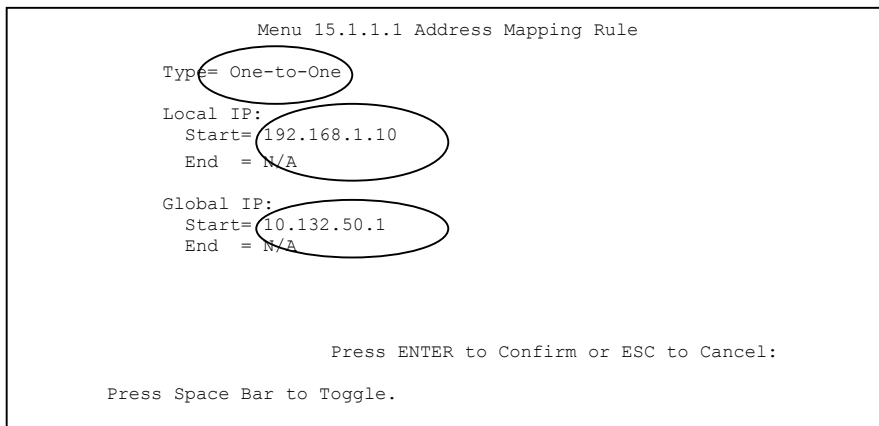 Menu 15.1.1.1 Address Mapping Rule
Type= One-to-One
Local IP:
Start= 192.168.1.10
End = N/A
Global IP:
Start= 10.132.50.1
End = N/A
Press ENTER to Confirm or ESC to Cancel:
Press Space Bar to Toggle.